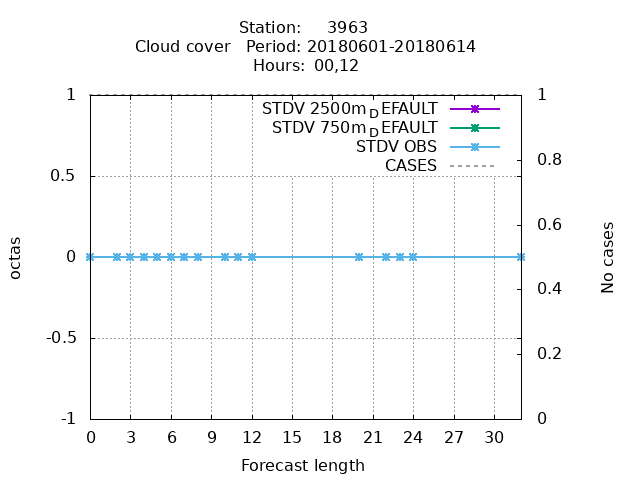 Station: 3963
Cloud cover Period: 20180601-20180614
Hours: 00,12
1 1
STDV 2500m_DEFAULT
STDV 750m_DEFAULT
STDV OBS
CASES
0.8
0.5
0.6
octas
0
No cases
0.4
-0.5
0.2
-1 0
0 3 6 9 12 15 18 21 24 27 30
Forecast length